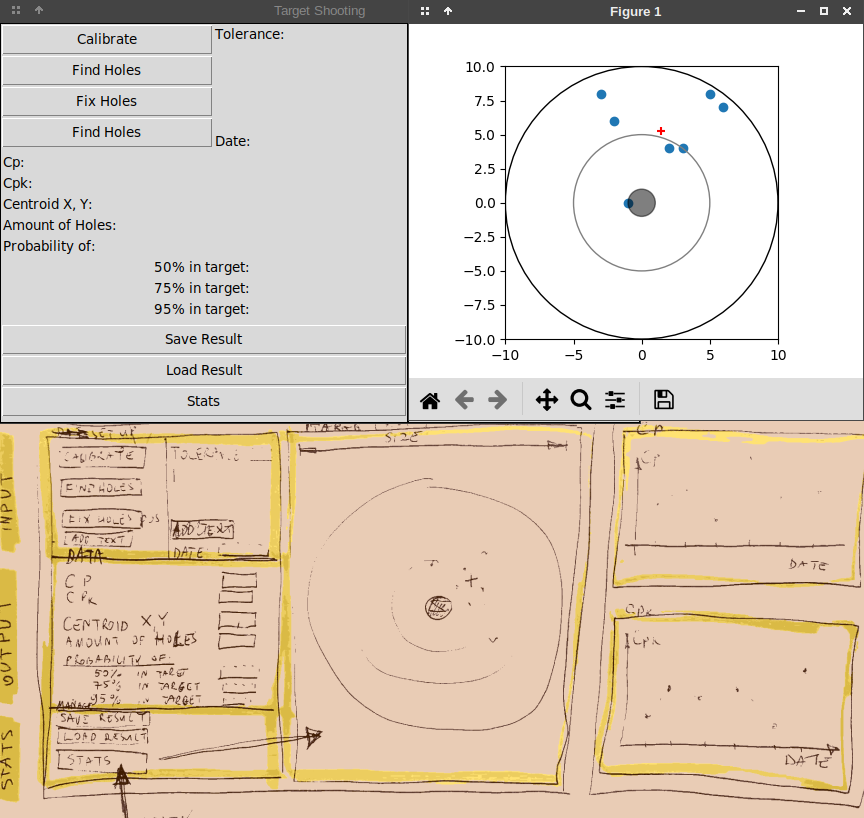 Target Shooting
Calibrate
Tolerance:
Find Holes
Fix Holes
Find Holes
Date:
Cp:
Cpk:
Centroid X, Y:
Amount of Holes:
Probability of:
50% in target:
75% in target:
95% in target:
Save Result
Load Result
Stats
Figure 1
10.0
7.5
5.0
2.5
0.0
−2.5
−5.0
−7.5
−10.0
−10 −5 0 5 10
INPUT
OUTPUT
STATS
CALIBRATE
FIND HOLES
FIX HOLES POS
ADD TEXT
ADD TEXT
DATE
DATA
CP
CPK
CENTROID X,Y
AMOUNT OF HOLES
PROBABILITY OF:
50% IN TARGET
75% IN TARGET
95% IN TARGET
MANAGE
SAVE RESULT
LOAD RESULT
STATS
SIZE
CP
CP
DATE
CPK
CPK
DATE